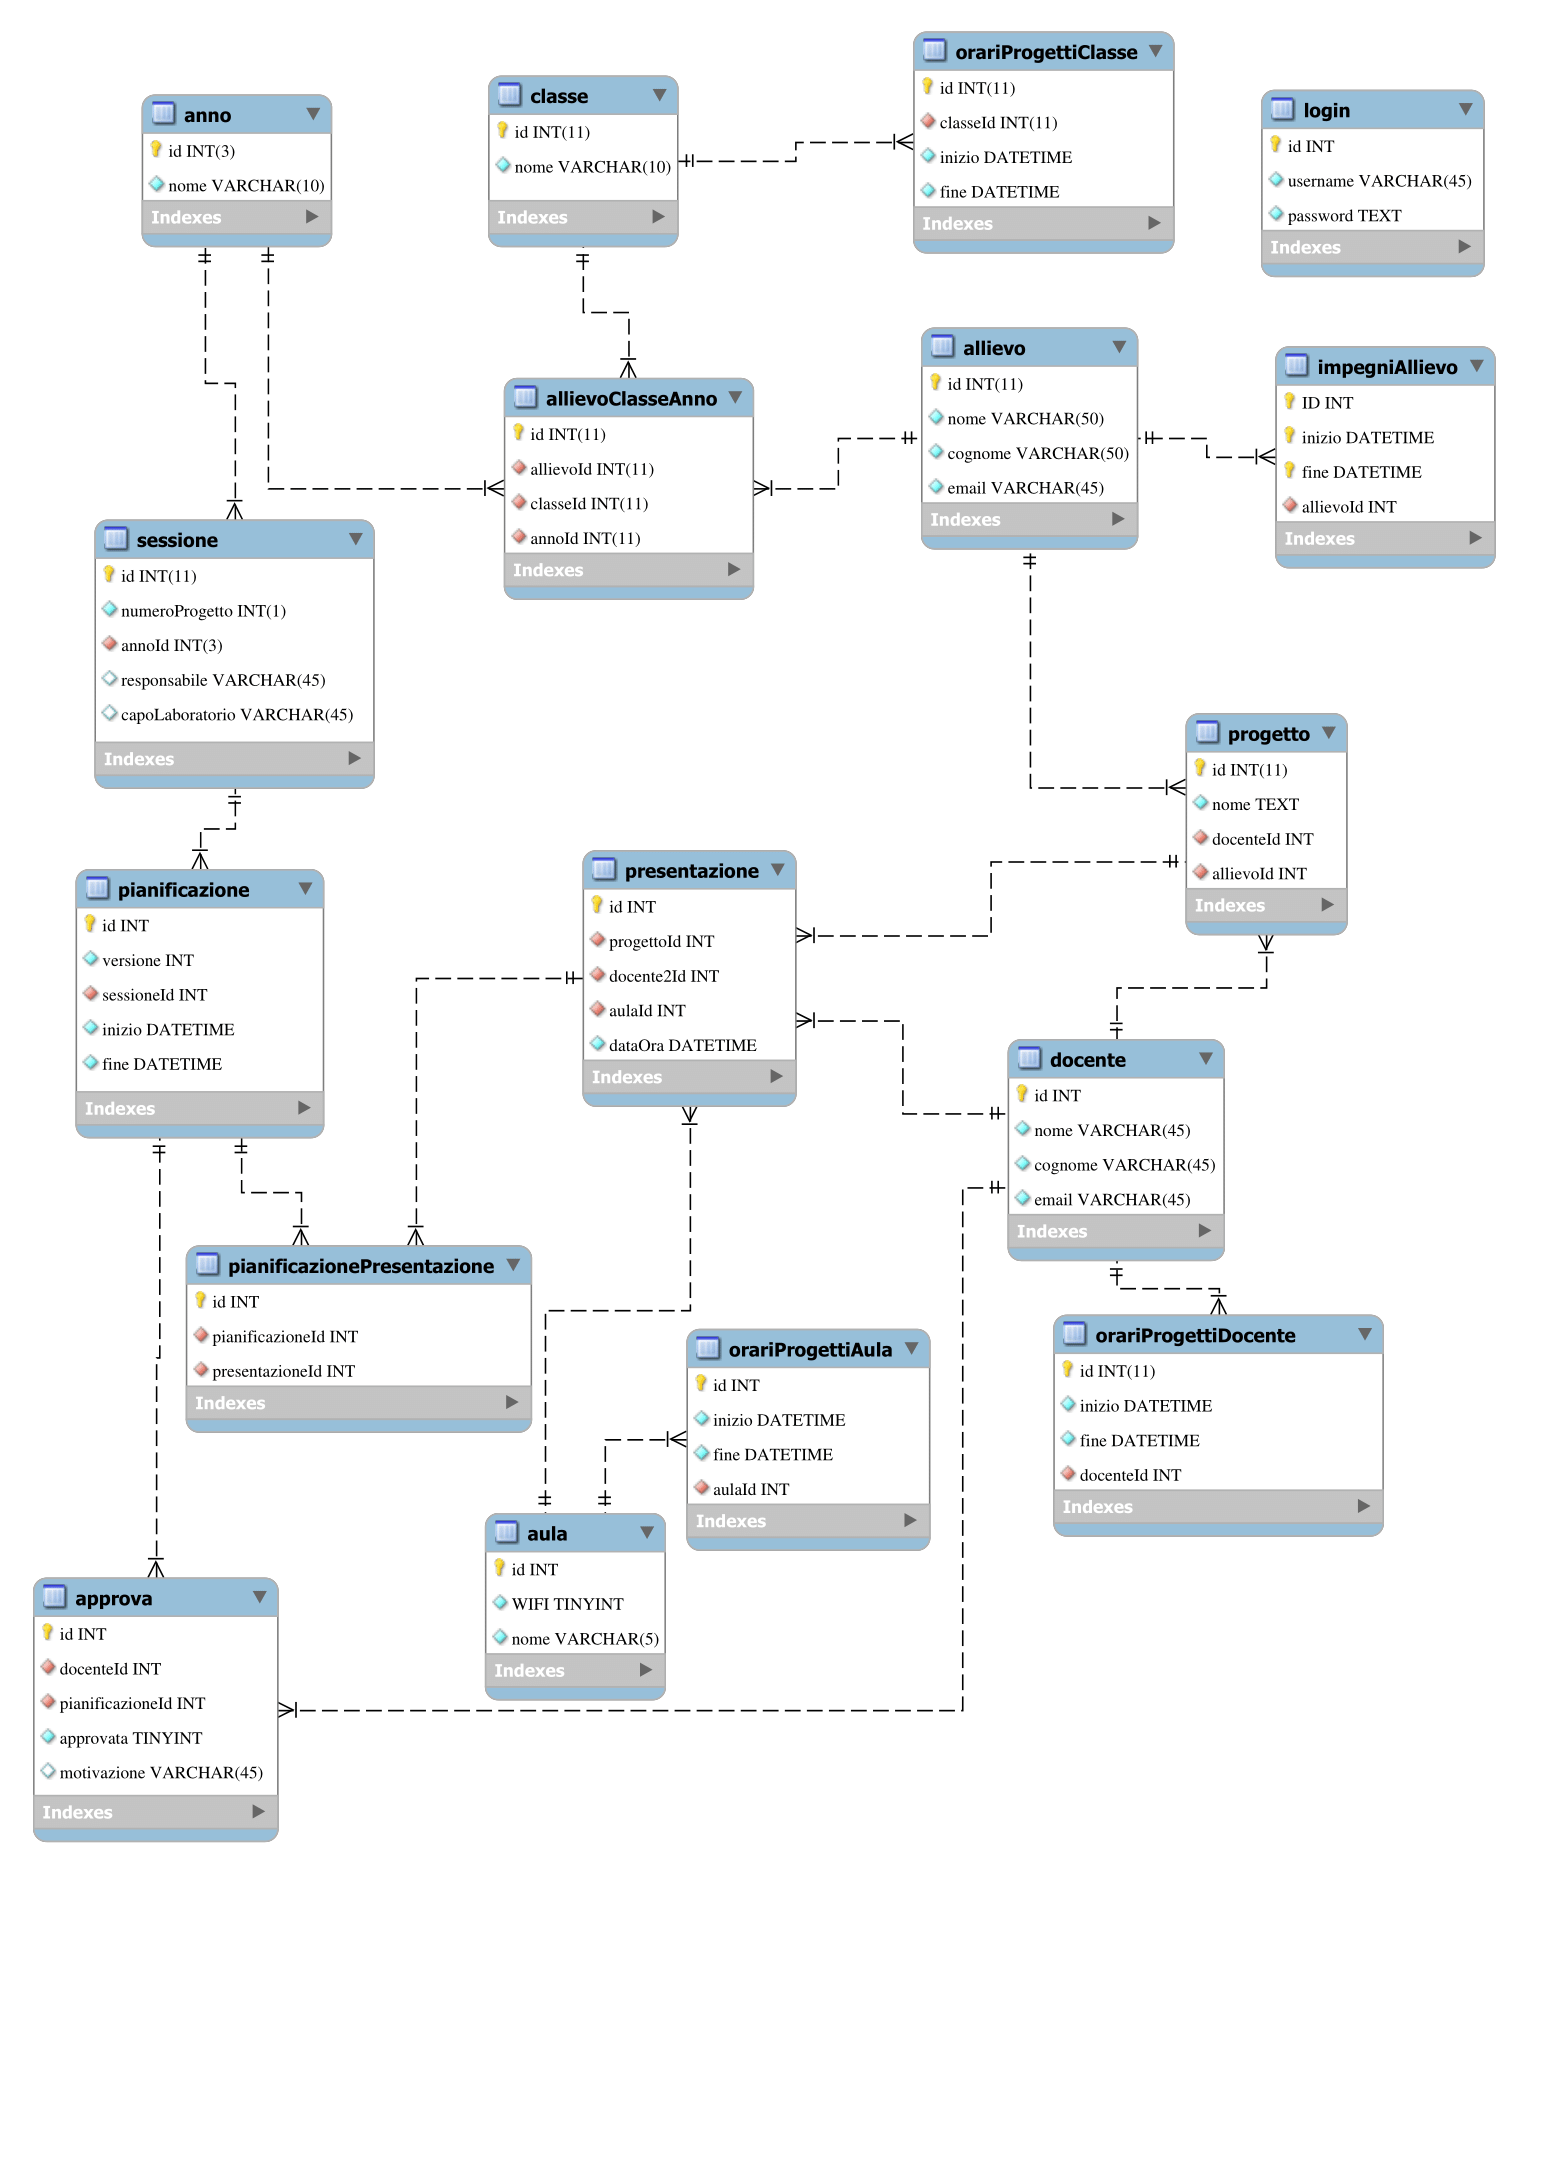 orariProgettiClasse
id INT(11)
classeId INT(11)
inizio DATETIME
fine DATETIME
Indexes
classe
id INT(11)
nome VARCHAR(10)
Indexes
login
id INT
username VARCHAR(45)
password TEXT
Indexes
anno
id INT(3)
nome VARCHAR(10)
Indexes
allievo
id INT(11)
nome VARCHAR(50)
cognome VARCHAR(50)
email VARCHAR(45)
Indexes
impegniAllievo
ID INT
inizio DATETIME
fine DATETIME
allievoId INT
Indexes
allievoClasseAnno
id INT(11)
allievoId INT(11)
classeId INT(11)
annoId INT(11)
Indexes
sessione
id INT(11)
numeroProgetto INT(1)
annoId INT(3)
responsabile VARCHAR(45)
capoLaboratorio VARCHAR(45)
Indexes
progetto
id INT(11)
nome TEXT
docenteId INT
allievoId INT
Indexes
presentazione
id INT
progettoId INT
docente2Id INT
aulaId INT
dataOra DATETIME
Indexes
pianificazione
id INT
versione INT
sessioneId INT
inizio DATETIME
fine DATETIME
Indexes
docente
id INT
nome VARCHAR(45)
cognome VARCHAR(45)
email VARCHAR(45)
Indexes
pianificazionePresentazione
id INT
pianificazioneId INT
presentazioneId INT
Indexes
orariProgettiAula
id INT
inizio DATETIME
fine DATETIME
aulaId INT
Indexes
orariProgettiDocente
id INT(11)
inizio DATETIME
fine DATETIME
docenteId INT
Indexes
aula
id INT
WIFI TINYINT
nome VARCHAR(5)
Indexes
approva
id INT
docenteId INT
pianificazioneId INT
approvata TINYINT
motivazione VARCHAR(45)
Indexes